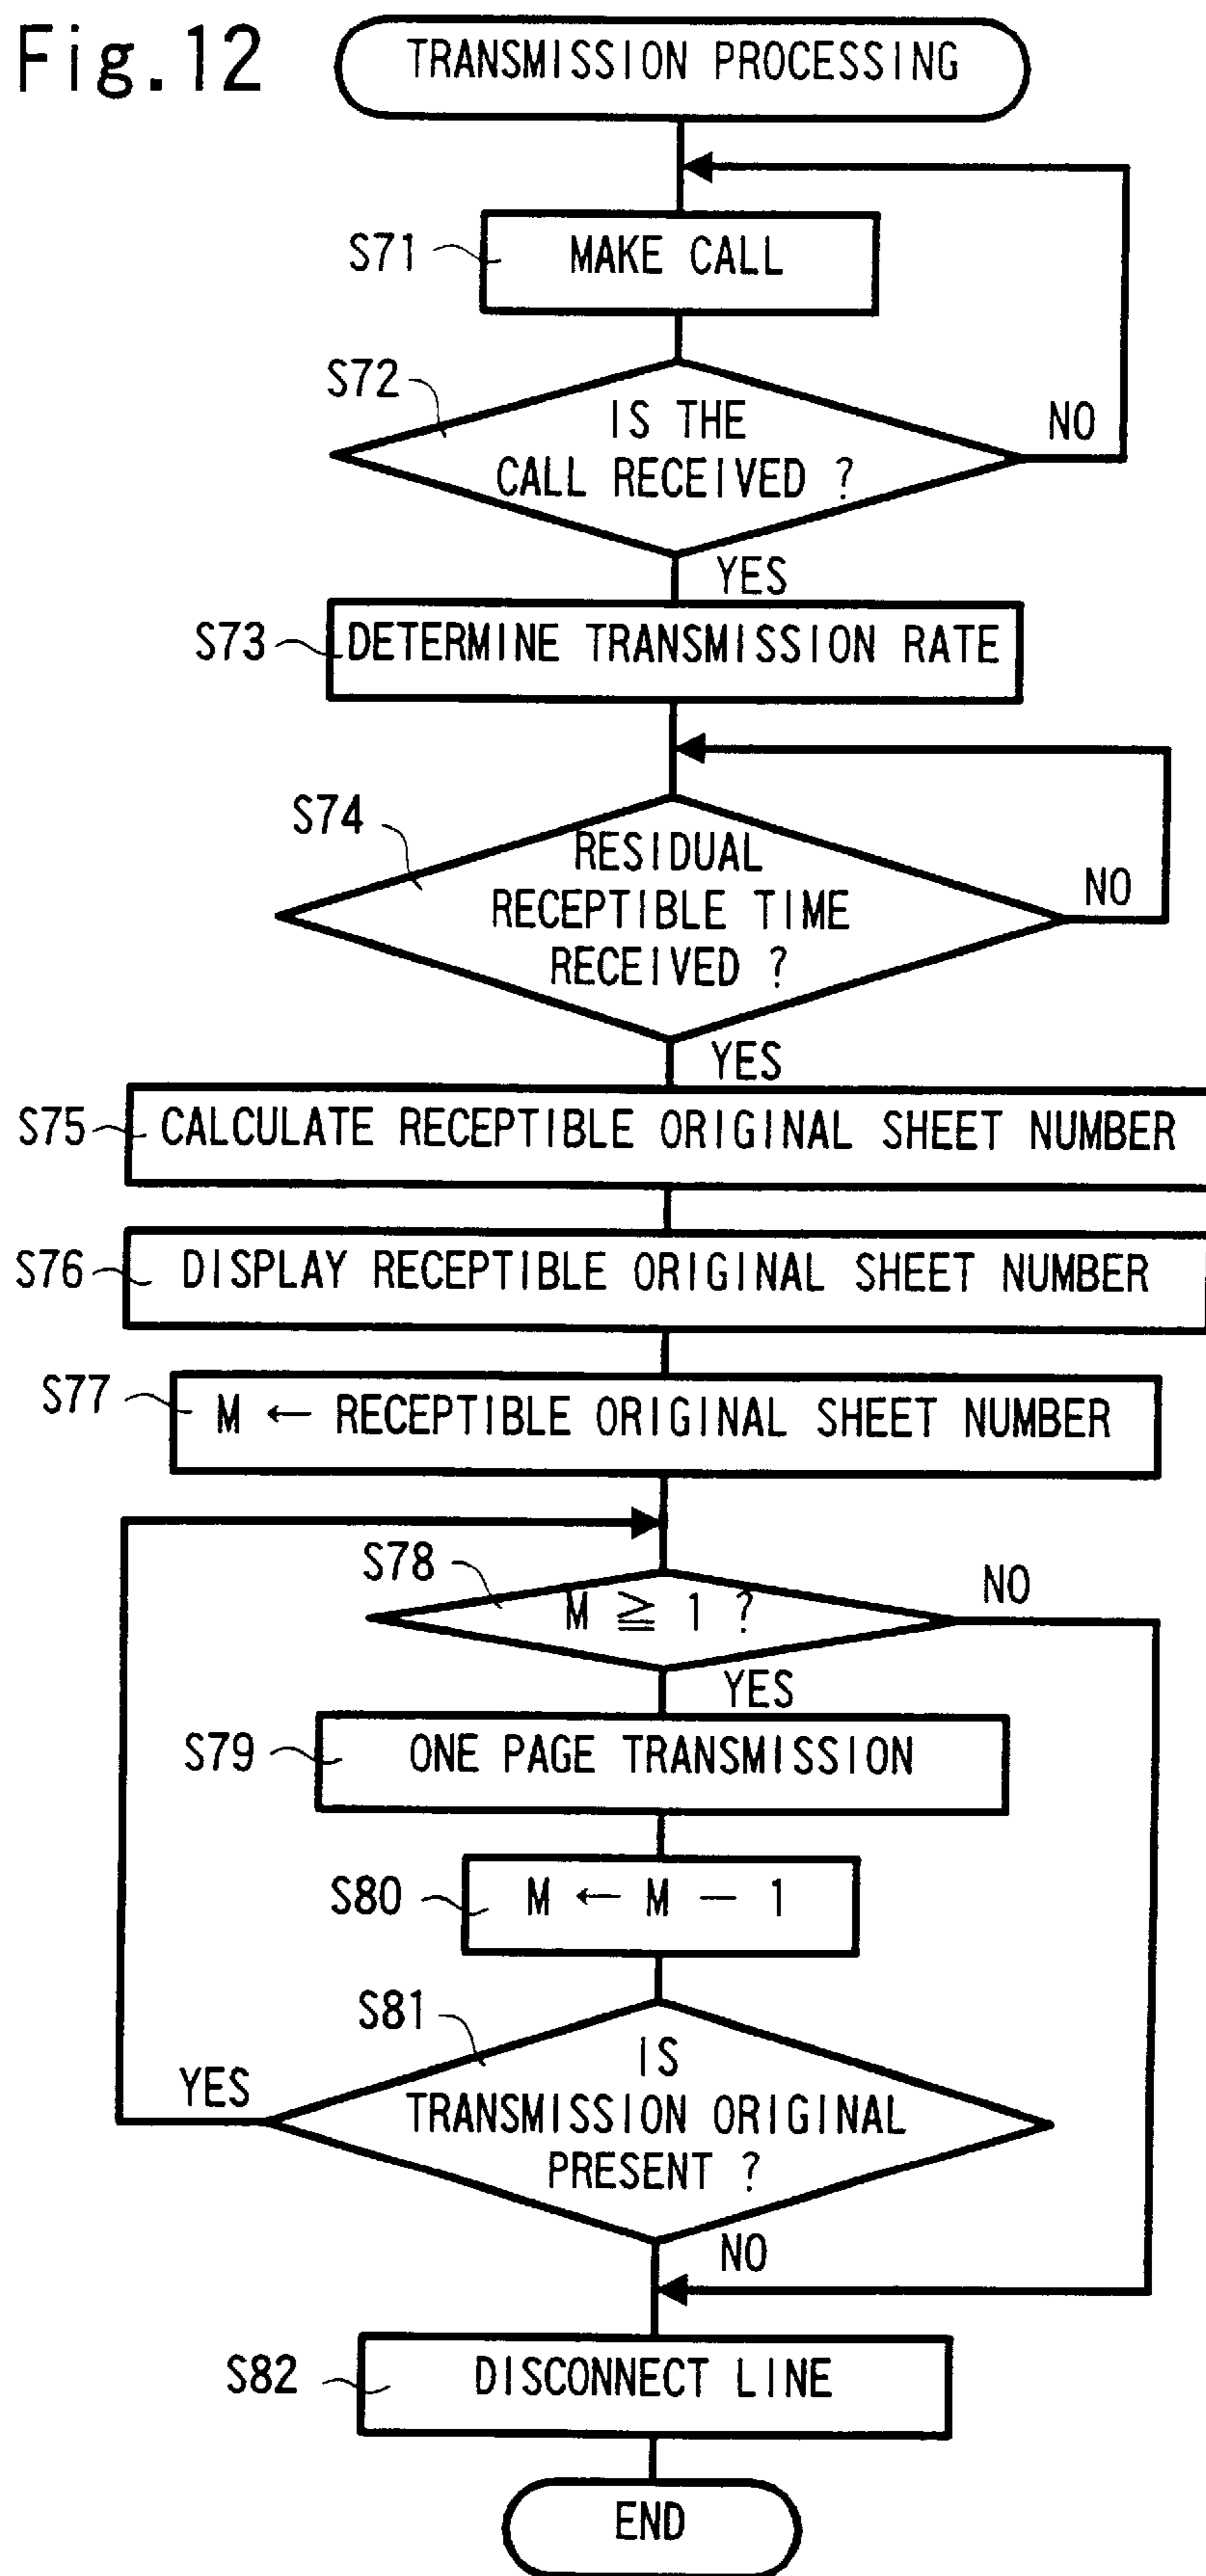 Fig.12
TRANSMISSION PROCESSING
S71
MAKE CALL
S72
IS THE
CALL RECEIVED ?
NO
YES
S73
DETERMINE TRANSMISSION RATE
S74
RESIDUAL
RECEPTIBLE TIME
RECEIVED ?
NO
YES
S75
CALCULATE RECEPTIBLE ORIGINAL SHEET NUMBER
S76
DISPLAY RECEPTIBLE ORIGINAL SHEET NUMBER
S77
M ← RECEPTIBLE ORIGINAL SHEET NUMBER
S78
M ≧ 1 ?
NO
YES
S79
ONE PAGE TRANSMISSION
S80
M ← M － 1
S81
IS
TRANSMISSION ORIGINAL
PRESENT ?
YES
NO
S82
DISCONNECT LINE
END